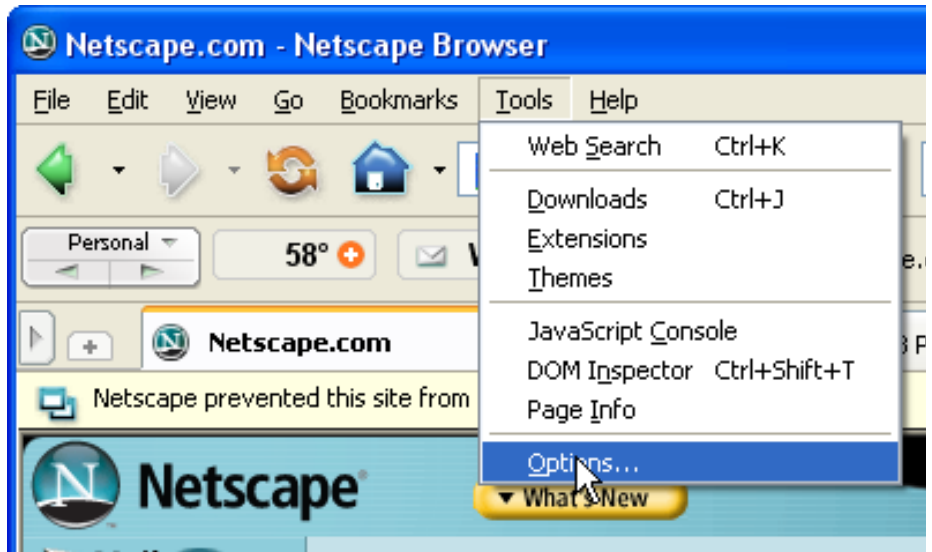 Netscape.com - Netscape Browser
File Edit View Go Bookmarks Tools Help
Web Search Ctrl+K
Downloads Ctrl+J
Extensions
Themes
JavaScript Console
DOM Inspector Ctrl+Shift+T
Page Info
Options...
Personal
58°
Netscape.com
Netscape prevented this site from
Netscape
What's New